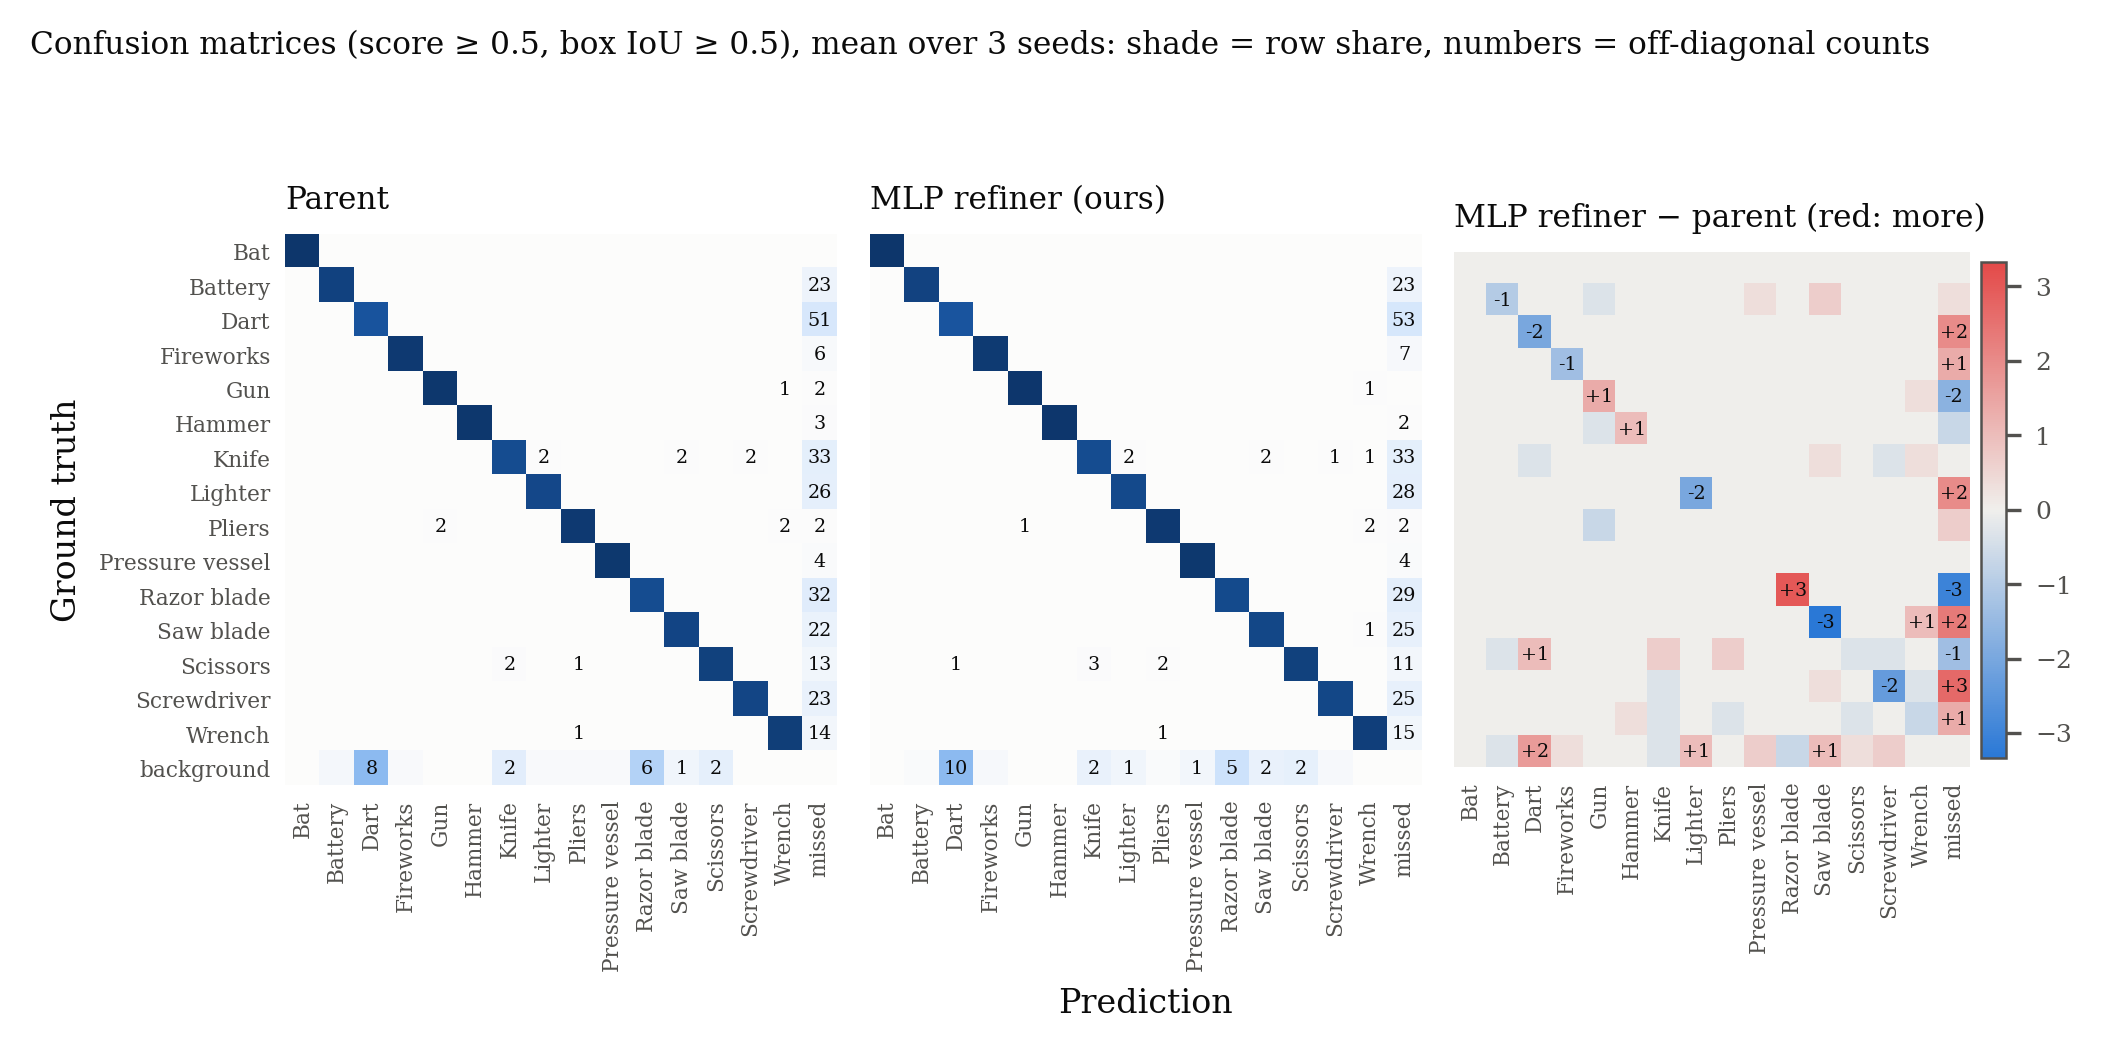 Confusion matrices (score ≥ 0.5, box IoU ≥ 0.5), mean over 3 seeds: shade = row share, numbers = off-diagonal counts
Parent
MLP refiner (ours)
MLP refiner − parent (red: more)
Ground truth
Bat
Battery 23 23 -1
Dart 51 53 -2 +2
Fireworks 6 7 -1 +1
Gun 1 2 1 +1 -2
Hammer 3 2 +1
Knife 2 2 2 33 2 2 1 1 33
Lighter 26 28 -2 +2
Pliers 2 2 2 1 2 2
Pressure vessel 4 4
Razor blade 32 29 +3 -3
Saw blade 22 1 25 -3 +1 +2
Scissors 2 1 13 1 3 2 11 +1 -1
Screwdriver 23 25 -2 +3
Wrench 1 14 1 15 +1
background 8 2 6 1 2 10 2 1 1 5 2 2 +2 +1 +1
3
2
1
0
−1
−2
−3
Bat Battery Dart Fireworks Gun Hammer Knife Lighter Pliers Pressure vessel Razor blade Saw blade Scissors Screwdriver Wrench missed
Bat Battery Dart Fireworks Gun Hammer Knife Lighter Pliers Pressure vessel Razor blade Saw blade Scissors Screwdriver Wrench missed
Bat Battery Dart Fireworks Gun Hammer Knife Lighter Pliers Pressure vessel Razor blade Saw blade Scissors Screwdriver Wrench missed
Prediction